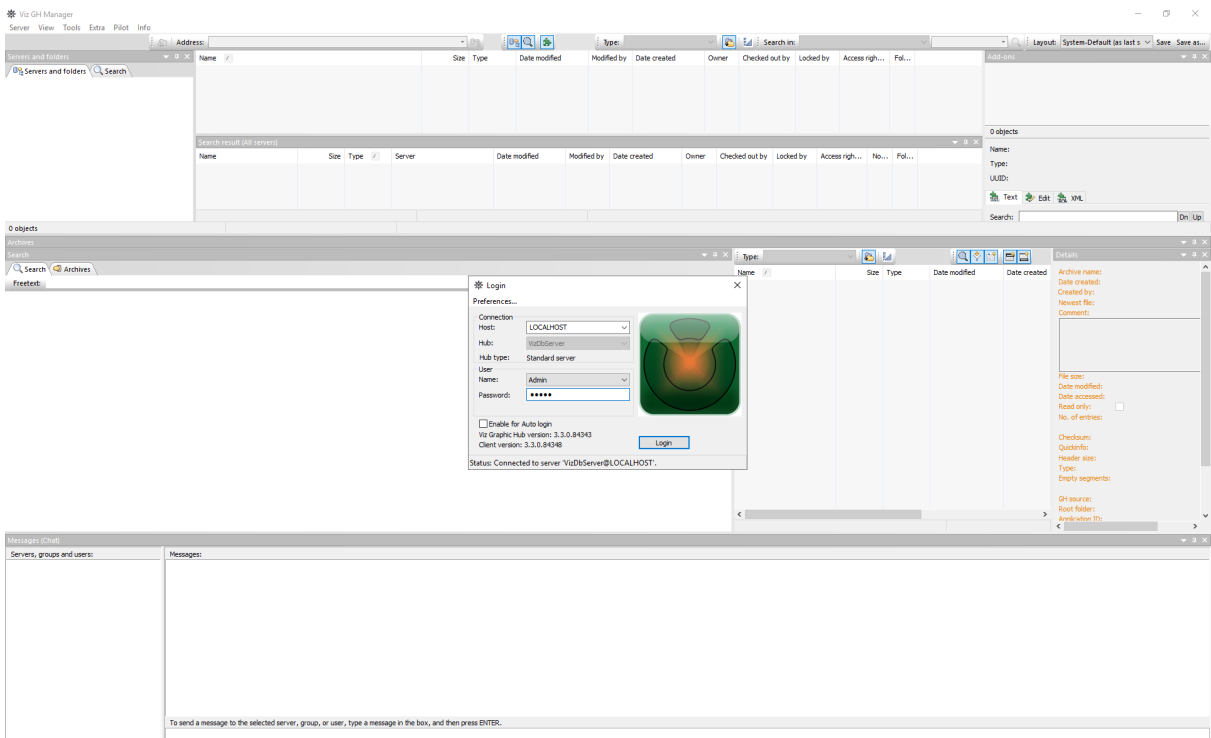 Viz GH Manager
Server View Tools Extra Pilot Info
Address: Type: Search in: Layout: System-Default (as last s Save Save as...
Servers and folders
Servers and folders Search
Name Size Type Date modified Modified by Date created Owner Checked out by Locked by Access righ... Fol...
Add-ons
0 objects
Name:
Type:
UUID:
Text Edit XML
Search: Dn Up
Search result (All servers)
Name Size Type Server Date modified Modified by Date created Owner Checked out by Locked by Access righ... No... Fol...
0 objects
Archives
Search
Search Archives
Freetext:
Type:
Name Size Type Date modified Date created
Details
Archive name:
Date created:
Created by:
Newest file:
Comment:
File size:
Date modified:
Date accessed:
Read only:
No. of entries:
Checksum:
Quickinfo:
Header size:
Type:
Empty segments:
GH source:
Root folder:
Application ID:
Login
Preferences...
Connection
Host: LOCALHOST
Hub: VizDbServer
Hub type: Standard server
User
Name: Admin
Password: •••••
Enable for Auto login
Viz Graphic Hub version: 3.3.0.84343
Client version: 3.3.0.84348
Login
Status: Connected to server 'VizDbServer@LOCALHOST'.
Messages (Chat)
Servers, groups and users:
Messages:
To send a message to the selected server, group, or user, type a message in the box, and then press ENTER.